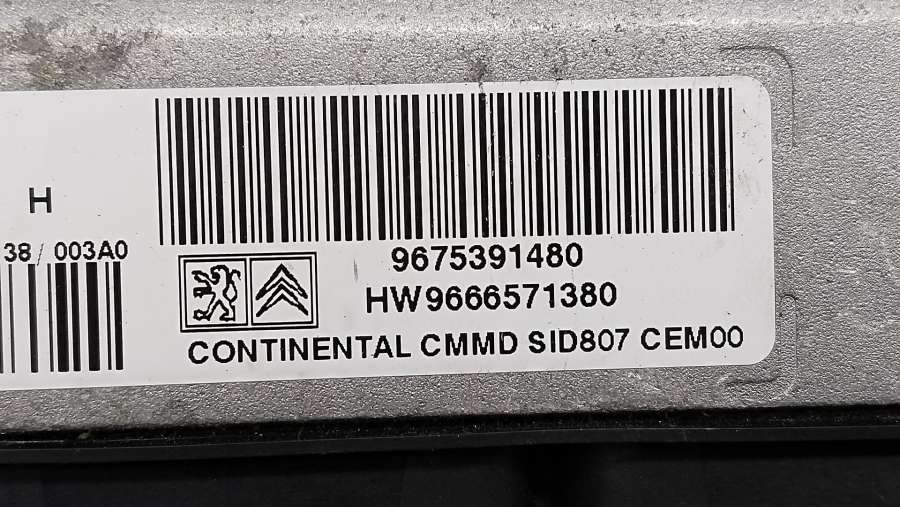 H
38/003A0
9675391480
HW9666571380
CONTINENTAL CMMD SID807 CEM00